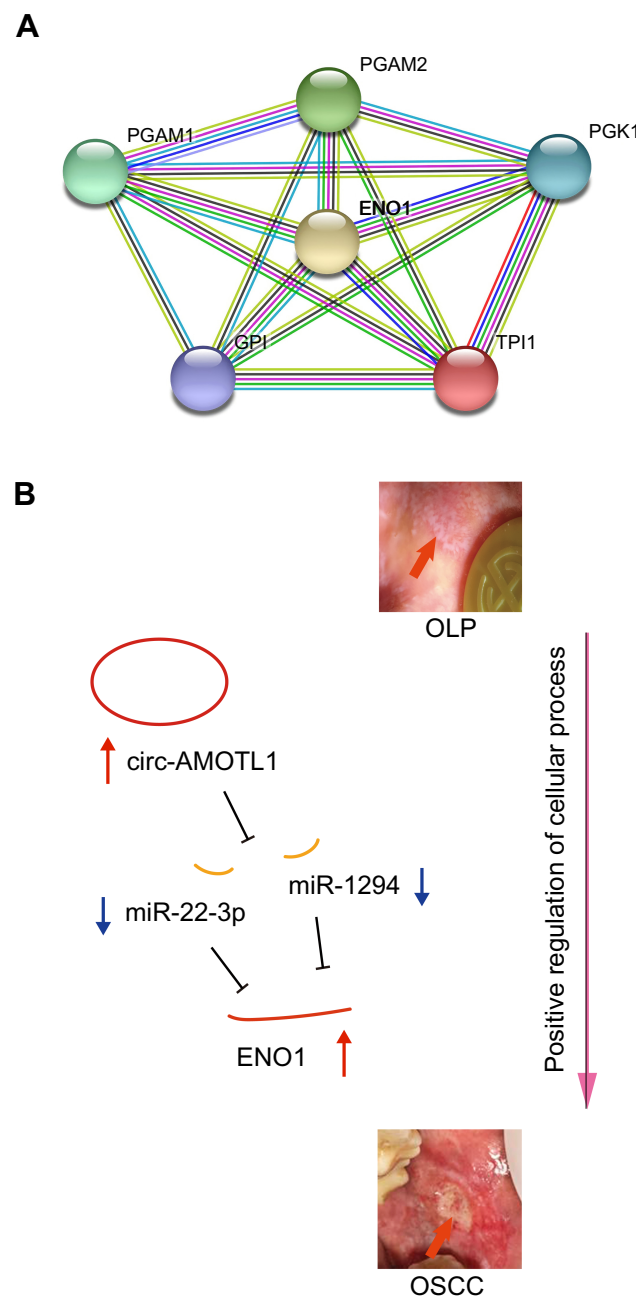 A
PGAM2
PGAM1
PGK1
ENO1
GPI
TPI1
B
OLP
Positive regulation of cellular process
circ-AMOTL1
miR-1294
miR-22-3p
ENO1
OSCC